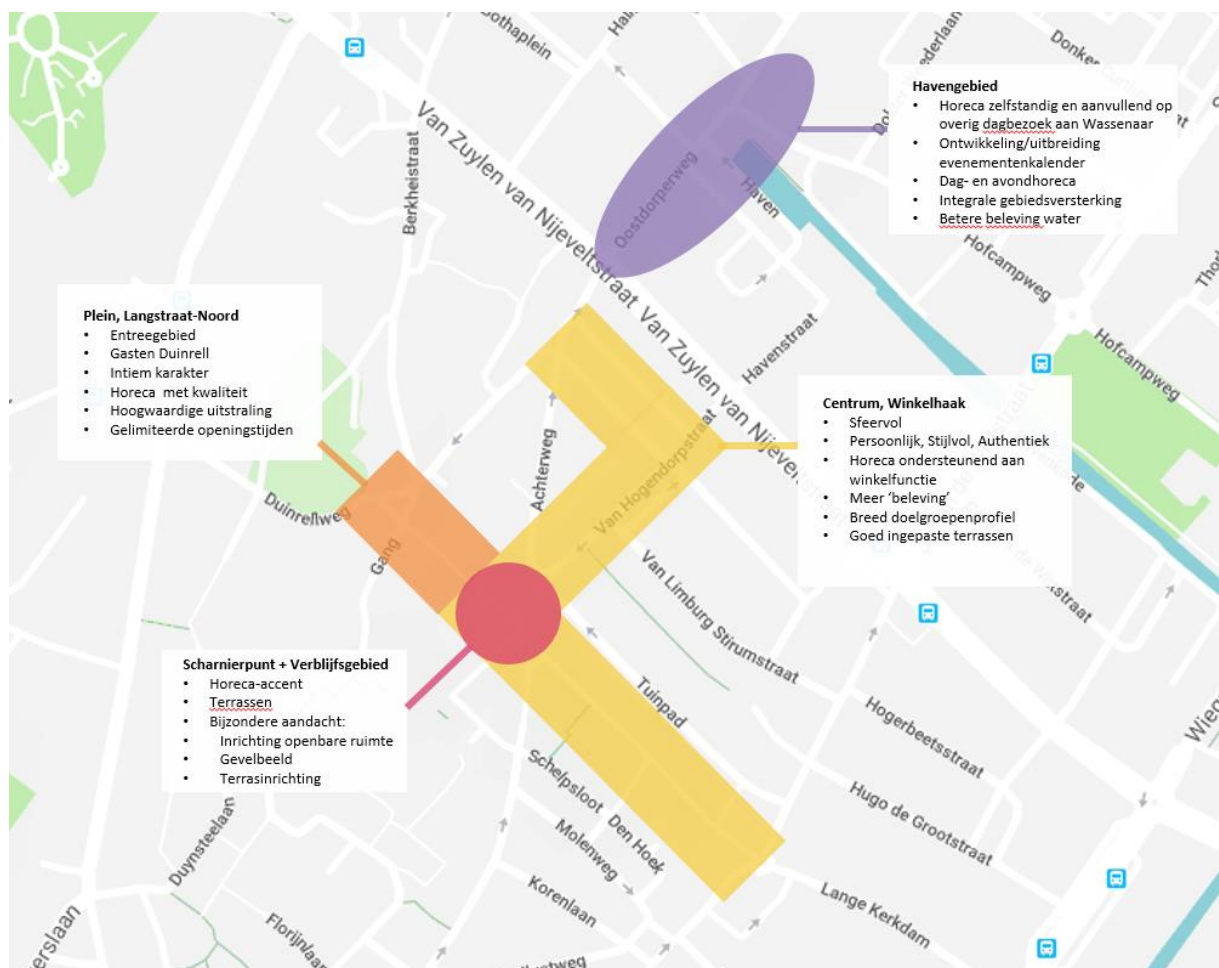 Bothaplein
Donker
Van Zuylen van Nijeveltstraat
Van Zuylen van Nijeveltstraat
Berkheistraat
Oostdorperweg
Haven
Havengebied
• Horeca zelfstandig en aanvullend op
overig dagbezoek aan Wassenaar
• Ontwikkeling/uitbreiding
evenementenkalender
• Dag- en avondhoreca
• Integrale gebiedsversterking
• Betere beleving water
Hofcampweg
Hofcampweg
Havenstraat
Plein, Langstraat-Noord
• Entreegebied
• Gasten Duinrell
• Intiem karakter
• Horeca met kwaliteit
• Hoogwaardige uitstraling
• Gelimiteerde openingstijden
Centrum, Winkelhaak
• Sfeervol
• Persoonlijk, Stijlvol, Authentiek
• Horeca ondersteunend aan
winkelfunctie
• Meer ‘beleving’
• Breed doelgroepenprofiel
• Goed ingepaste terrassen
Achterweg
Van Hogendorpstraat
Duinrellweg
Gang
Van Limburg Stirumstraat
Scharnierpunt + Verblijfsgebied
• Horeca-accent
• Terrassen
• Bijzondere aandacht:
• Inrichting openbare ruimte
• Gevelbeeld
• Terrasinrichting
Tuinpad
Hogerbeetsstraat
Schelpsloot
Den Hoek
Molenweg
Hugo de Grootstraat
Duynsteelaan
Korenlaan
Lange Kerkdam
Florijnlaan
erslaan